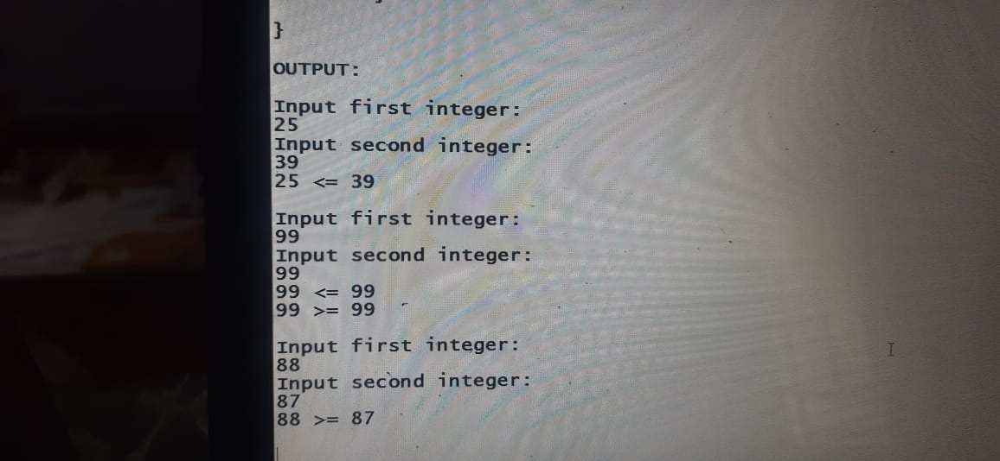 }
OUTPUT:
Input first integer:
25
Input second integer:
39
25 <= 39
Input first integer:
99
Input second integer:
99
99 <= 99
99 >= 99
Input first integer:
88
Input second integer:
87
88 >= 87